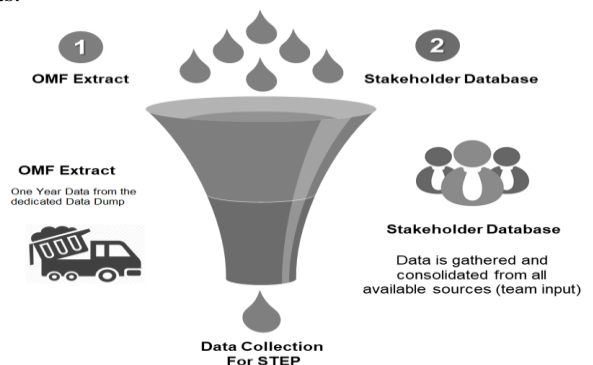 1
OMF Extract
2
Stakeholder Database
OMF Extract
One Year Data from the
dedicated Data Dump
Stakeholder Database
Data is gathered and
consolidated from all
available sources (team input)
Data Collection
For STEP